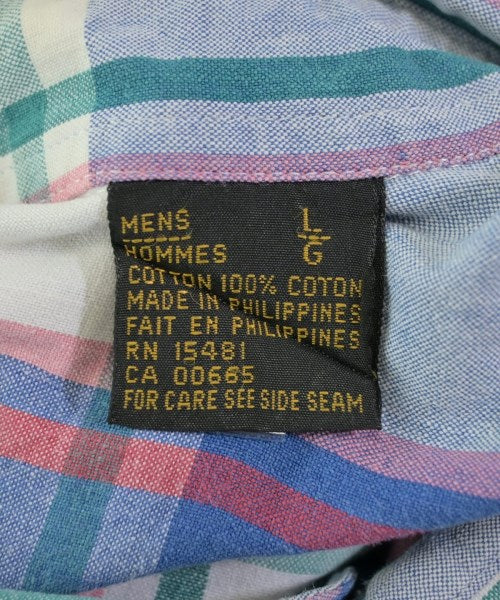 MENS L
HOMMES G
COTTON 100% COTON
MADE IN PHILIPPINES
FAIT EN PHILIPPINES
RN 15481
CA 00665
FOR CARE SEE SIDE SEAM